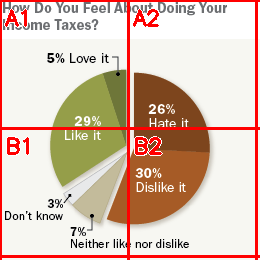 How Do You Feel About Doing Your
Income Taxes?
5% Love it
26%
Hate it
29%
Like it
30%
Dislike it
3%
Don't know
7%
Neither like nor dislike
A1
A2
B1
B2